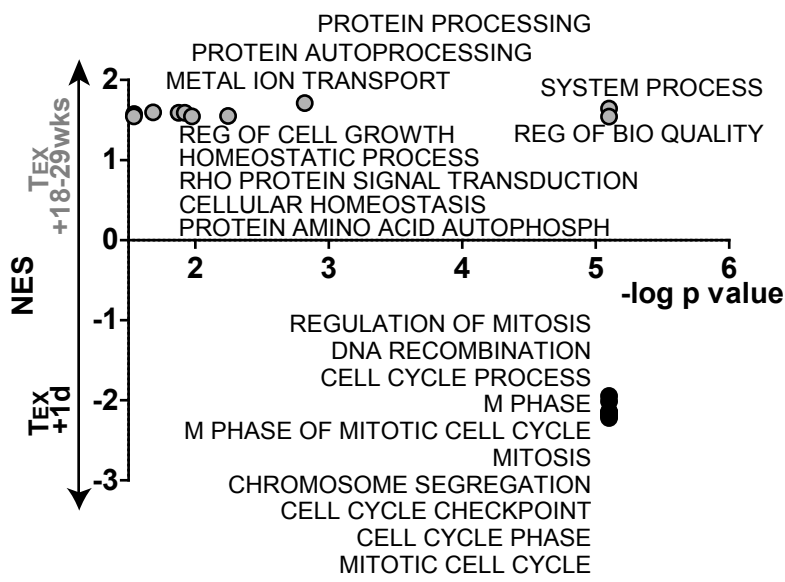 PROTEIN PROCESSING
PROTEIN AUTOPROCESSING
METAL ION TRANSPORT
SYSTEM PROCESS
REG OF CELL GROWTH
REG OF BIO QUALITY
HOMEOSTATIC PROCESS
RHO PROTEIN SIGNAL TRANSDUCTION
CELLULAR HOMEOSTASIS
PROTEIN AMINO ACID AUTOPHOSPH
2
1
0
-1
-2
-3
2 3 4 5 6
-log p value
NES
TEX
+18-29wks
TEX
+1d
REGULATION OF MITOSIS
DNA RECOMBINATION
CELL CYCLE PROCESS
M PHASE
M PHASE OF MITOTIC CELL CYCLE
MITOSIS
CHROMOSOME SEGREGATION
CELL CYCLE CHECKPOINT
CELL CYCLE PHASE
MITOTIC CELL CYCLE